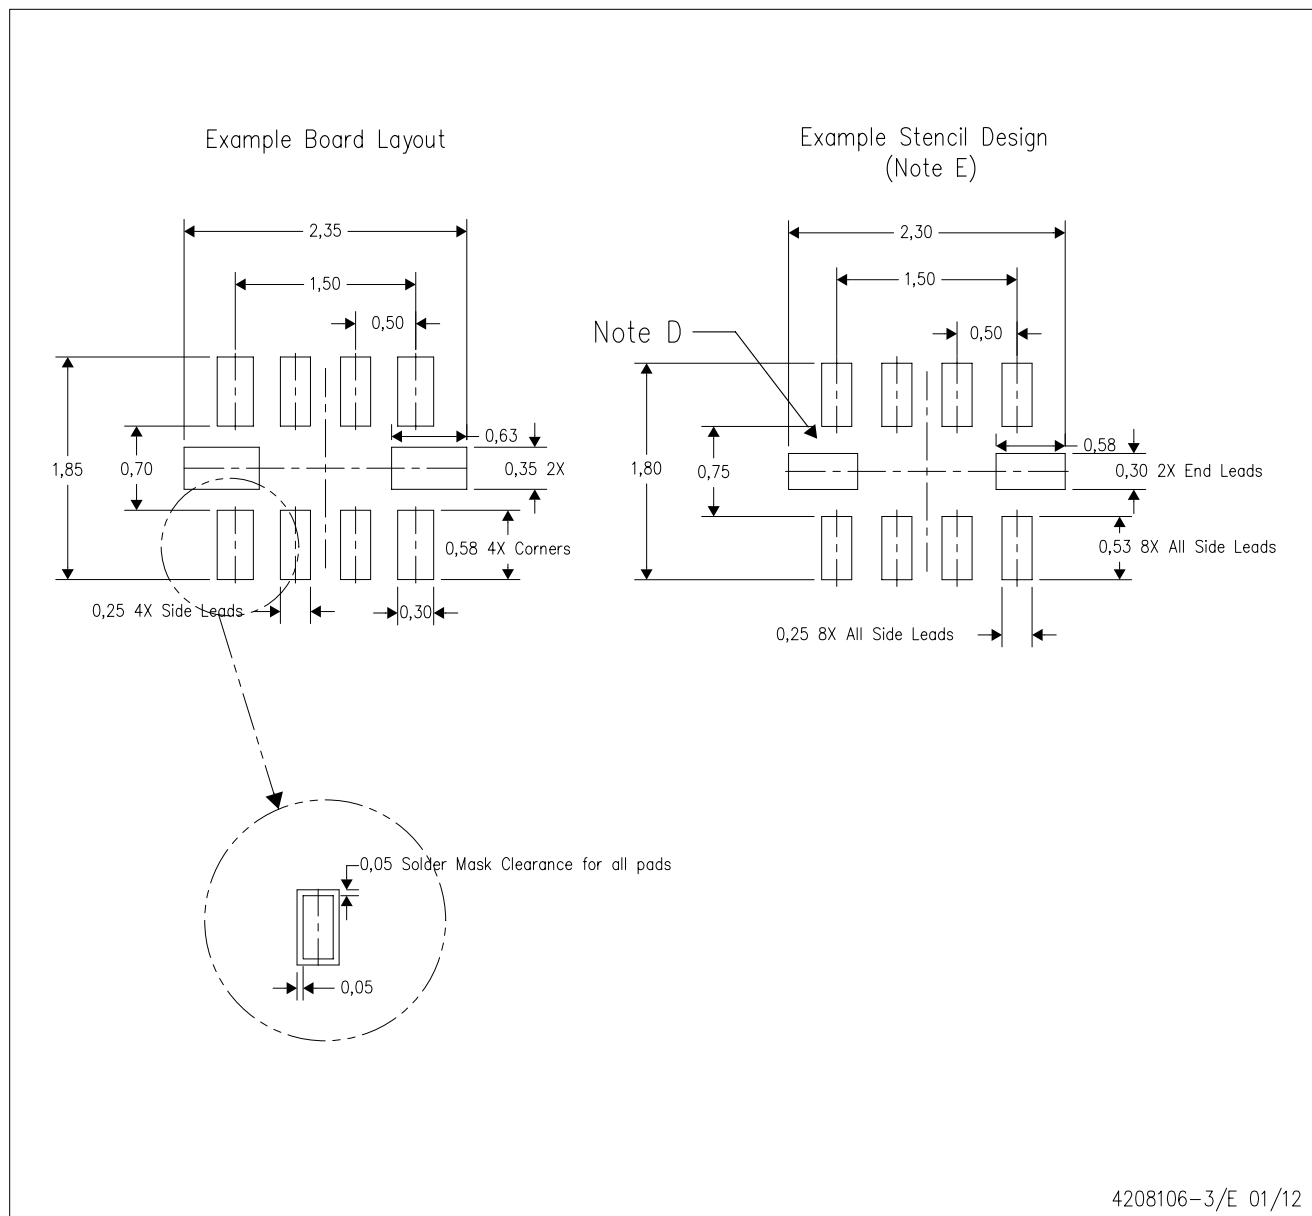 Example Board Layout
2,35
1,50
0,50
1,85
0,70
0,63
0,35 2X
0,58 4X Corners
0,25 4X Side Leads
0,30
0,05 Solder Mask Clearance for all pads
0,05
Example Stencil Design
(Note E)
2,30
1,50
0,50
Note D
1,80
0,75
0,58
0,30 2X End Leads
0,53 8X All Side Leads
0,25 8X All Side Leads
4208106-3/E 01/12